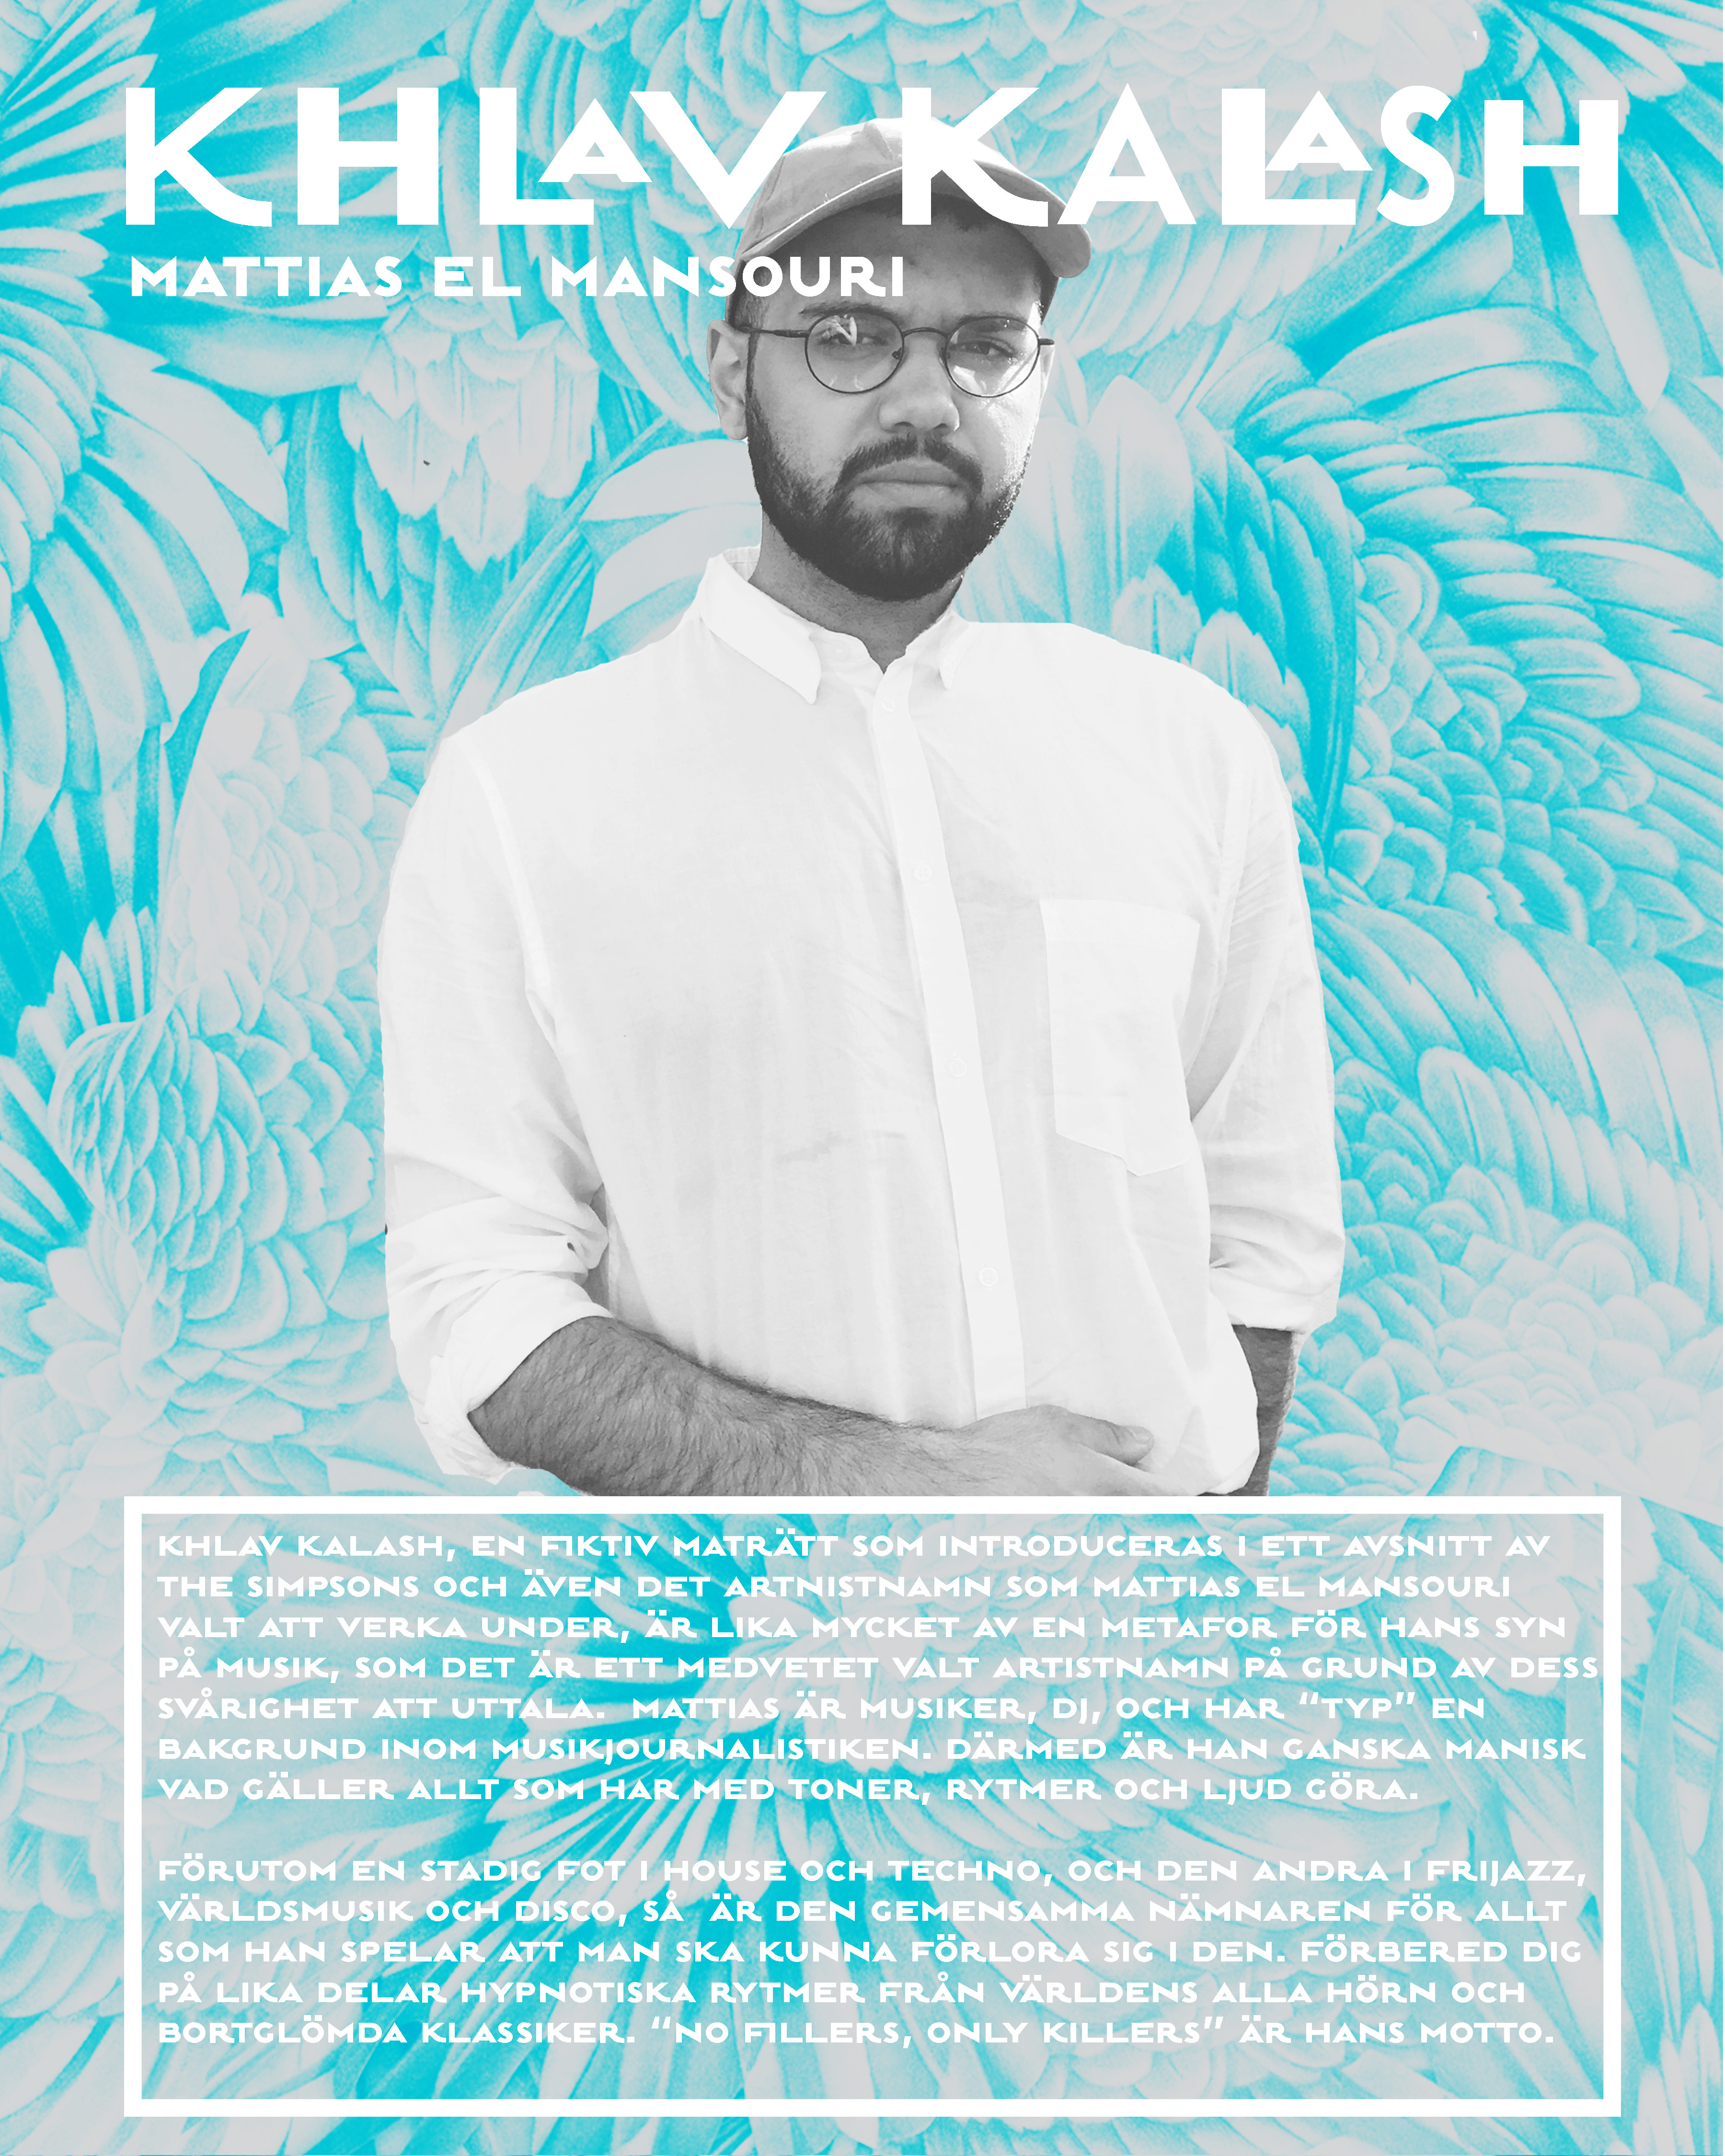 KHLAV KALASH
MATTIAS EL MANSOURI
KHLAV KALASH, EN FIKTIV MATRÄTT SOM INTRODUCERAS I ETT AVSNITT AV
THE SIMPSONS OCH ÄVEN DET ARTNISTNAMN SOM MATTIAS EL MANSOURI
VALT ATT VERKA UNDER, ÄR LIKA MYCKET AV EN METAFOR FÖR HANS SYN
PÅ MUSIK, SOM DET ÄR ETT MEDVETET VALT ARTISTNAMN PÅ GRUND AV DESS
SVÅRIGHET ATT UTTALA. MATTIAS ÄR MUSIKER, DJ, OCH HAR “TYP” EN
BAKGRUND INOM MUSIKJOURNALISTIKEN. DÄRMED ÄR HAN GANSKA MANISK
VAD GÄLLER ALLT SOM HAR MED TONER, RYTMER OCH LJUD GÖRA.
FÖRUTOM EN STADIG FOT I HOUSE OCH TECHNO, OCH DEN ANDRA I FRIJAZZ,
VÄRLDSMUSIK OCH DISCO, SÅ ÄR DEN GEMENSAMMA NÄMNAREN FÖR ALLT
SOM HAN SPELAR ATT MAN SKA KUNNA FÖRLORA SIG I DEN. FÖRBERED DIG
PÅ LIKA DELAR HYPNOTISKA RYTMER FRÅN VÄRLDENS ALLA HÖRN OCH
BORTGLÖMDA KLASSIKER. “NO FILLERS, ONLY KILLERS” ÄR HANS MOTTO.